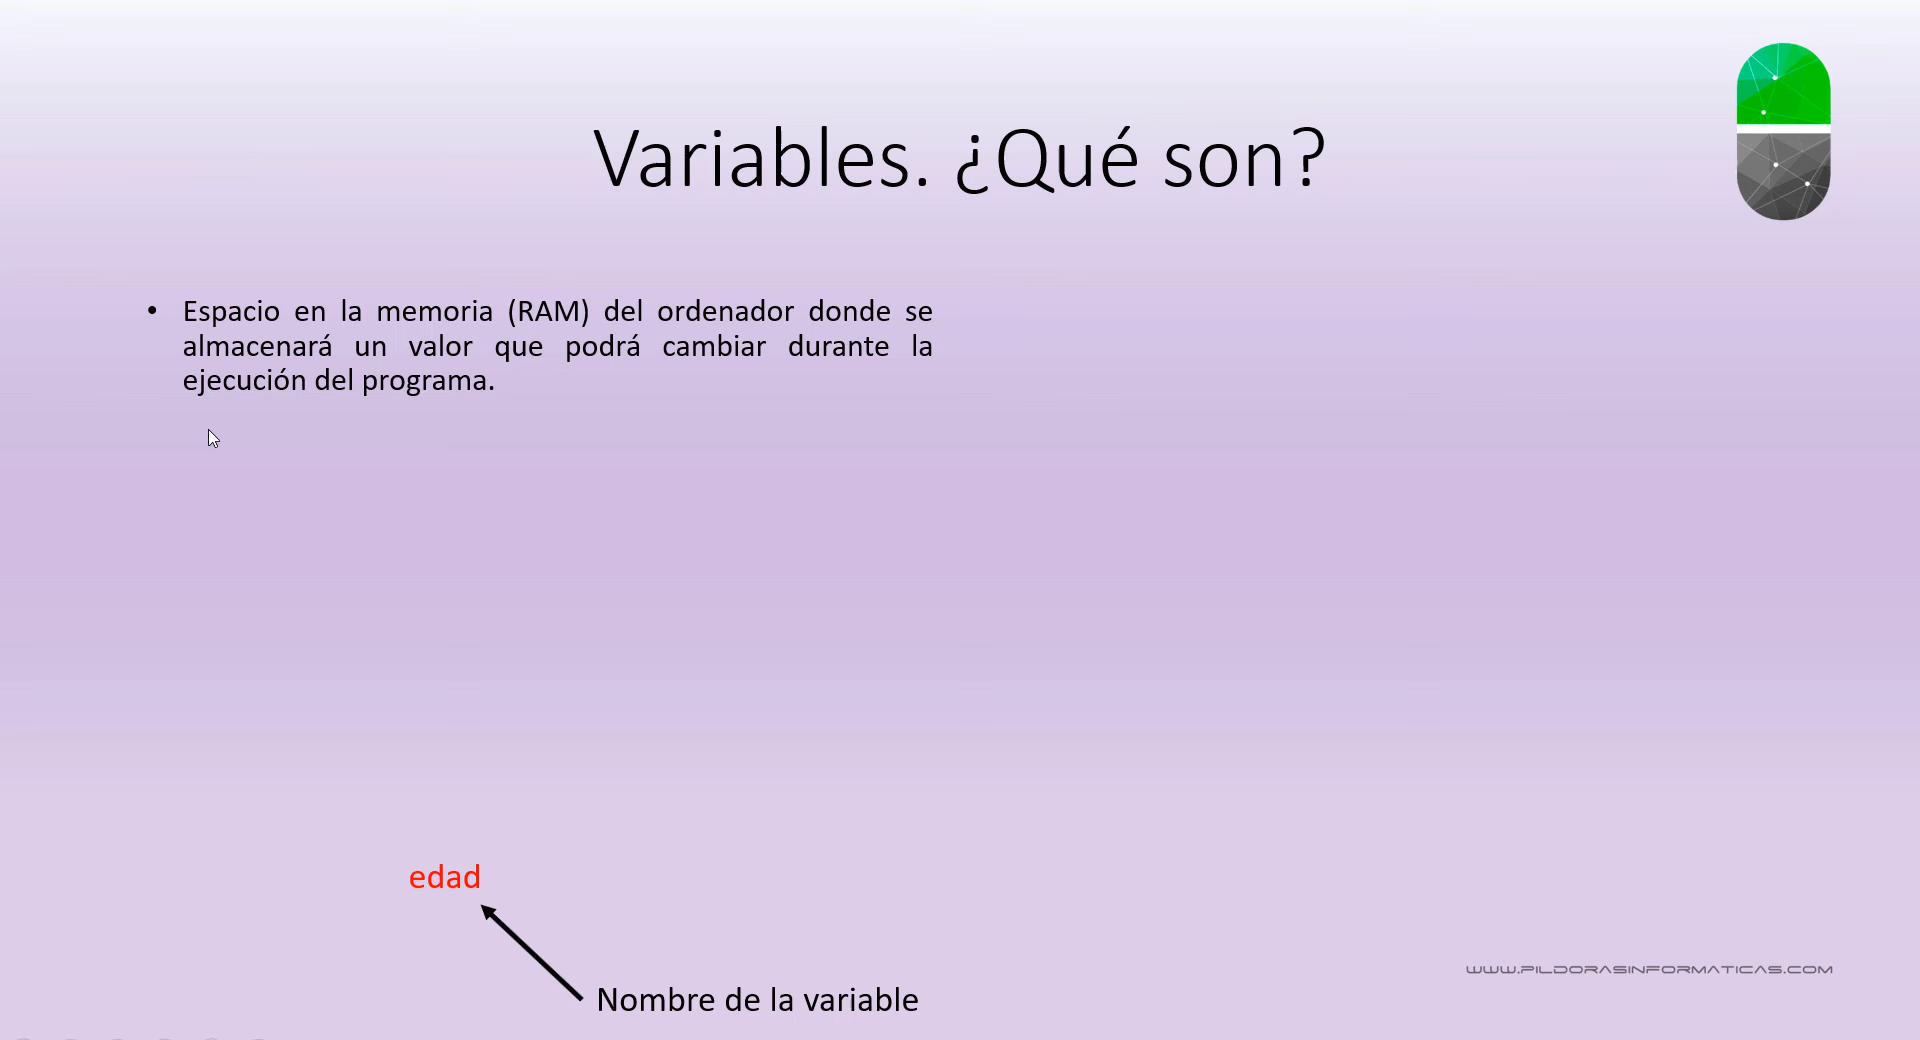 Variables. ¿Qué son?
• Espacio en la memoria (RAM) del ordenador donde se
almacenará un valor que podrá cambiar durante la
ejecución del programa.
edad
Nombre de la variable
WWW.PILDORASINFORMATICAS.COM